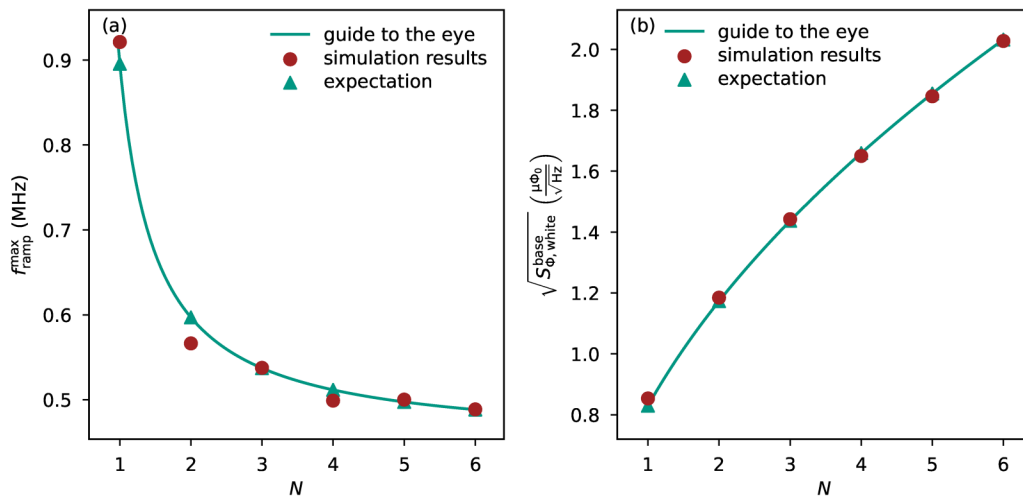 (a)
guide to the eye
simulation results
expectation
0.9
0.8
0.7
0.6
0.5
f_ramp^max (MHz)
1 2 3 4 5 6
N
(b)
guide to the eye
simulation results
expectation
2.0
1.8
1.6
1.4
1.2
1.0
0.8
√S_Φ,white^base (μΦ₀/√Hz)
1 2 3 4 5 6
N